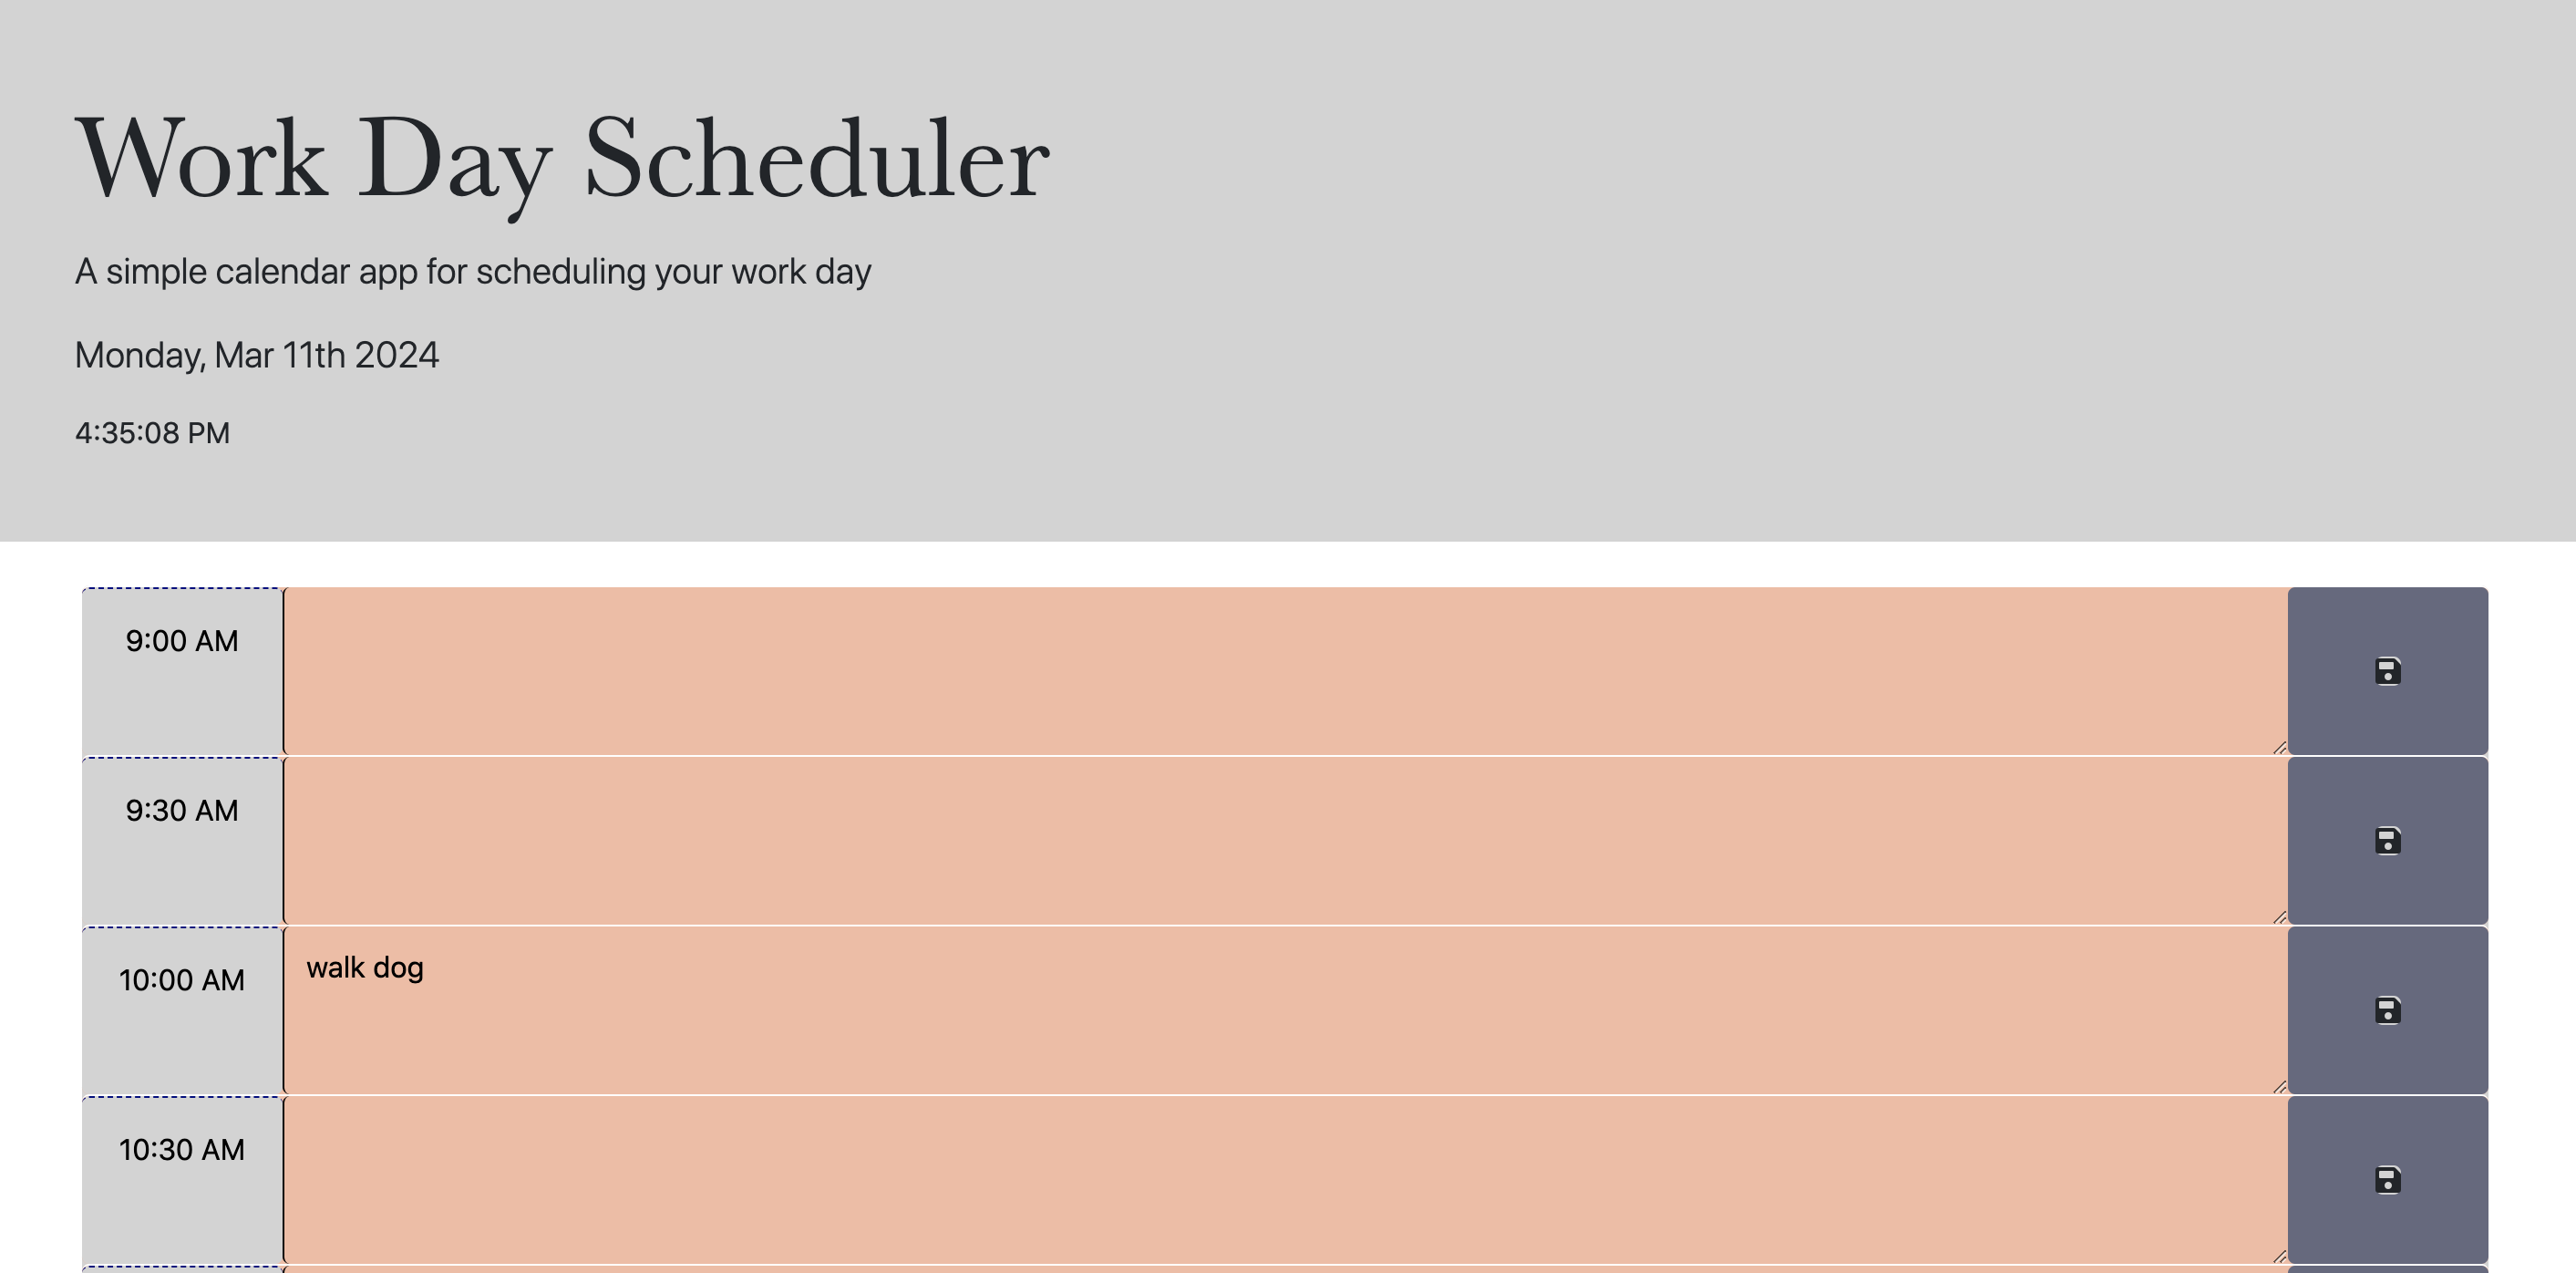 Work Day Scheduler
A simple calendar app for scheduling your work day
Monday, Mar 11th 2024
4:35:08 PM
9:00 AM
9:30 AM
10:00 AM
walk dog
10:30 AM